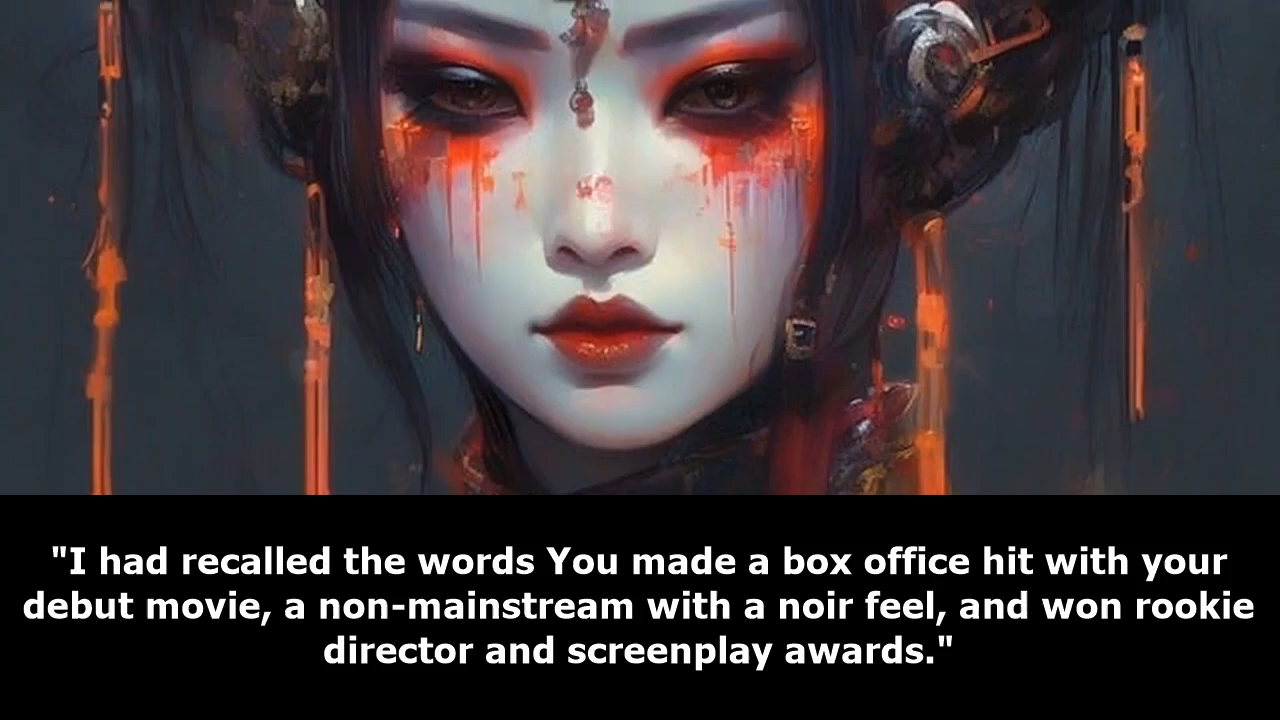 "I had recalled the words You made a box office hit with your
debut movie, a non-mainstream with a noir feel, and won rookie
director and screenplay awards."